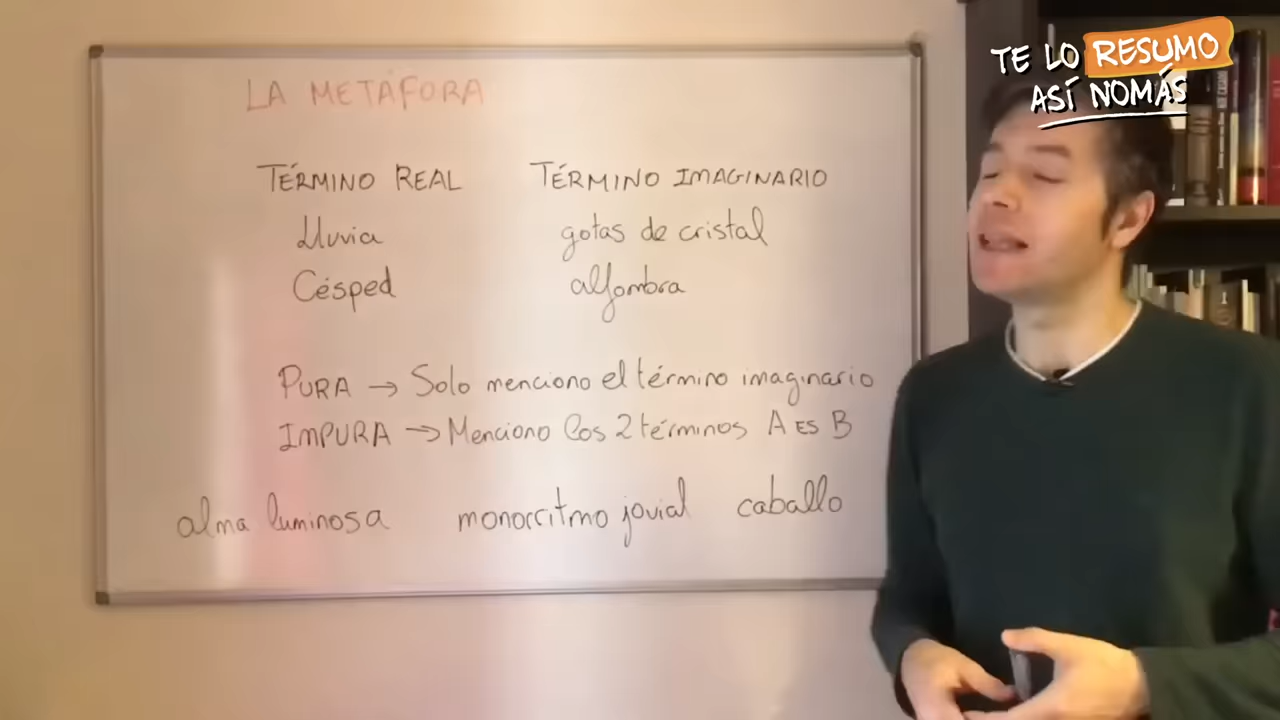 TE LO RESUMO
ASÍ NOMÁS
LA METÁFORA
TÉRMINO REAL TÉRMINO IMAGINARIO
Lluvia gotas de cristal
Césped alfombra
PURA → Solo menciono el término imaginario
IMPURA → Menciono los 2 términos A ES B
alma luminosa monorritmo jovial caballo